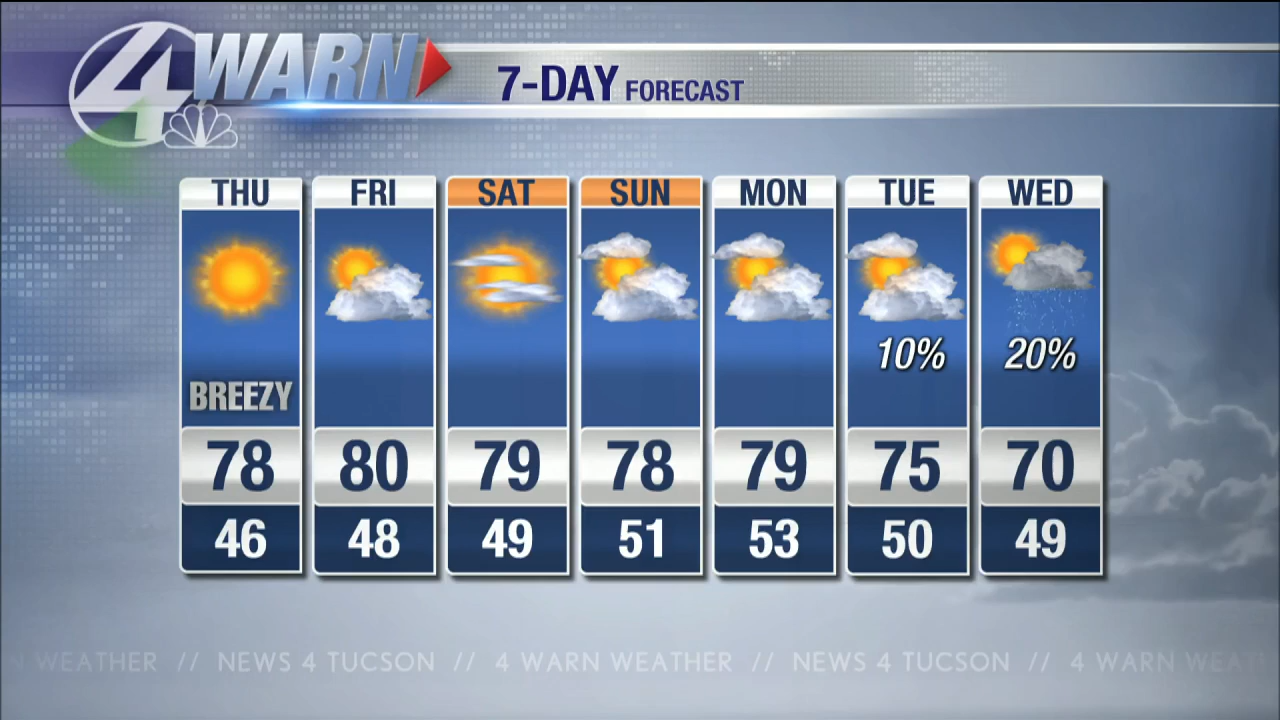 4WARN
7-DAY FORECAST
THU FRI SAT SUN MON TUE WED
10% 20%
BREEZY
78 80 79 78 79 75 70
46 48 49 51 53 50 49
N WEATHER // NEWS 4 TUCSON // 4 WARN WEATHER // NEWS 4 TUCSON // 4 WARN WEAT